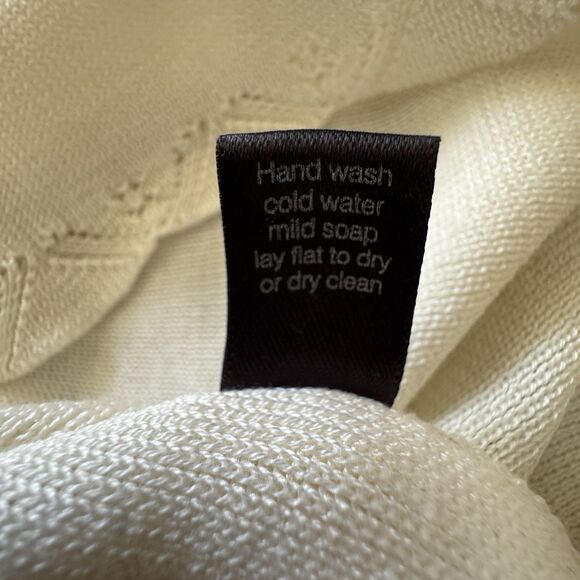 Hand wash
cold water
mild soap
lay flat to dry
or dry clean